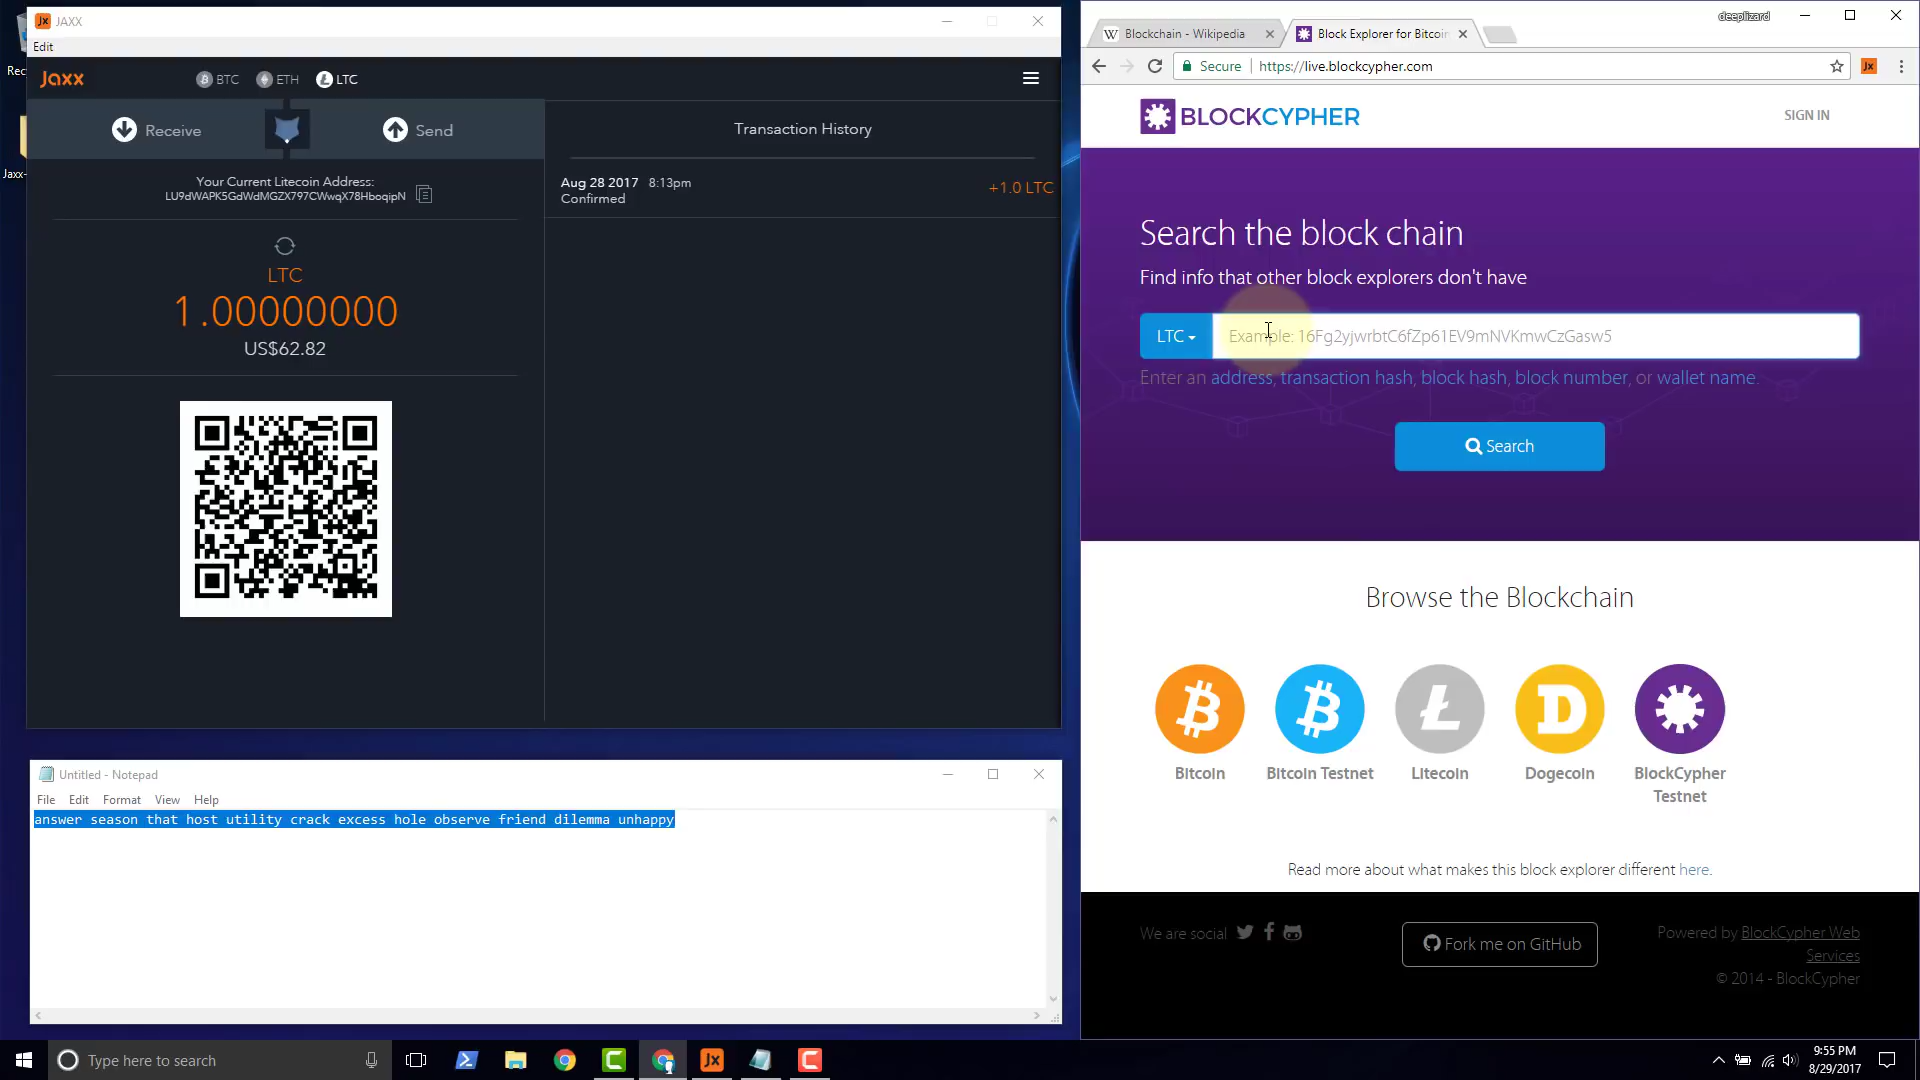 JAXX
Edit
Jaxx
BTC
ETH
LTC
Receive
Send
Your Current Litecoin Address:
LU9dWAPK5GdWdMGZX797CWwqX78HboqipN
LTC
1.00000000
US$62.82
Transaction History
Aug 28 2017 8:13pm
+1.0 LTC
Confirmed
Untitled - Notepad
File Edit Format View Help
answer season that host utility crack excess hole observe friend dilemma unhappy
deeplizard
Blockchain - Wikipedia
Block Explorer for Bitcoin
Secure
https://live.blockcypher.com
BLOCKCYPHER
SIGN IN
Search the block chain
Find info that other block explorers don't have
LTC
Example: 16Fg2yjwrbtC6fZp61EV9mNVKmwCzGasw5
Enter an address, transaction hash, block hash, block number, or wallet name.
Search
Browse the Blockchain
Bitcoin
Bitcoin Testnet
Litecoin
Dogecoin
BlockCypher
Testnet
Read more about what makes this block explorer different here.
We are social
Fork me on GitHub
Powered by BlockCypher Web
Services
© 2014 - BlockCypher
Type here to search
9:55 PM
8/29/2017